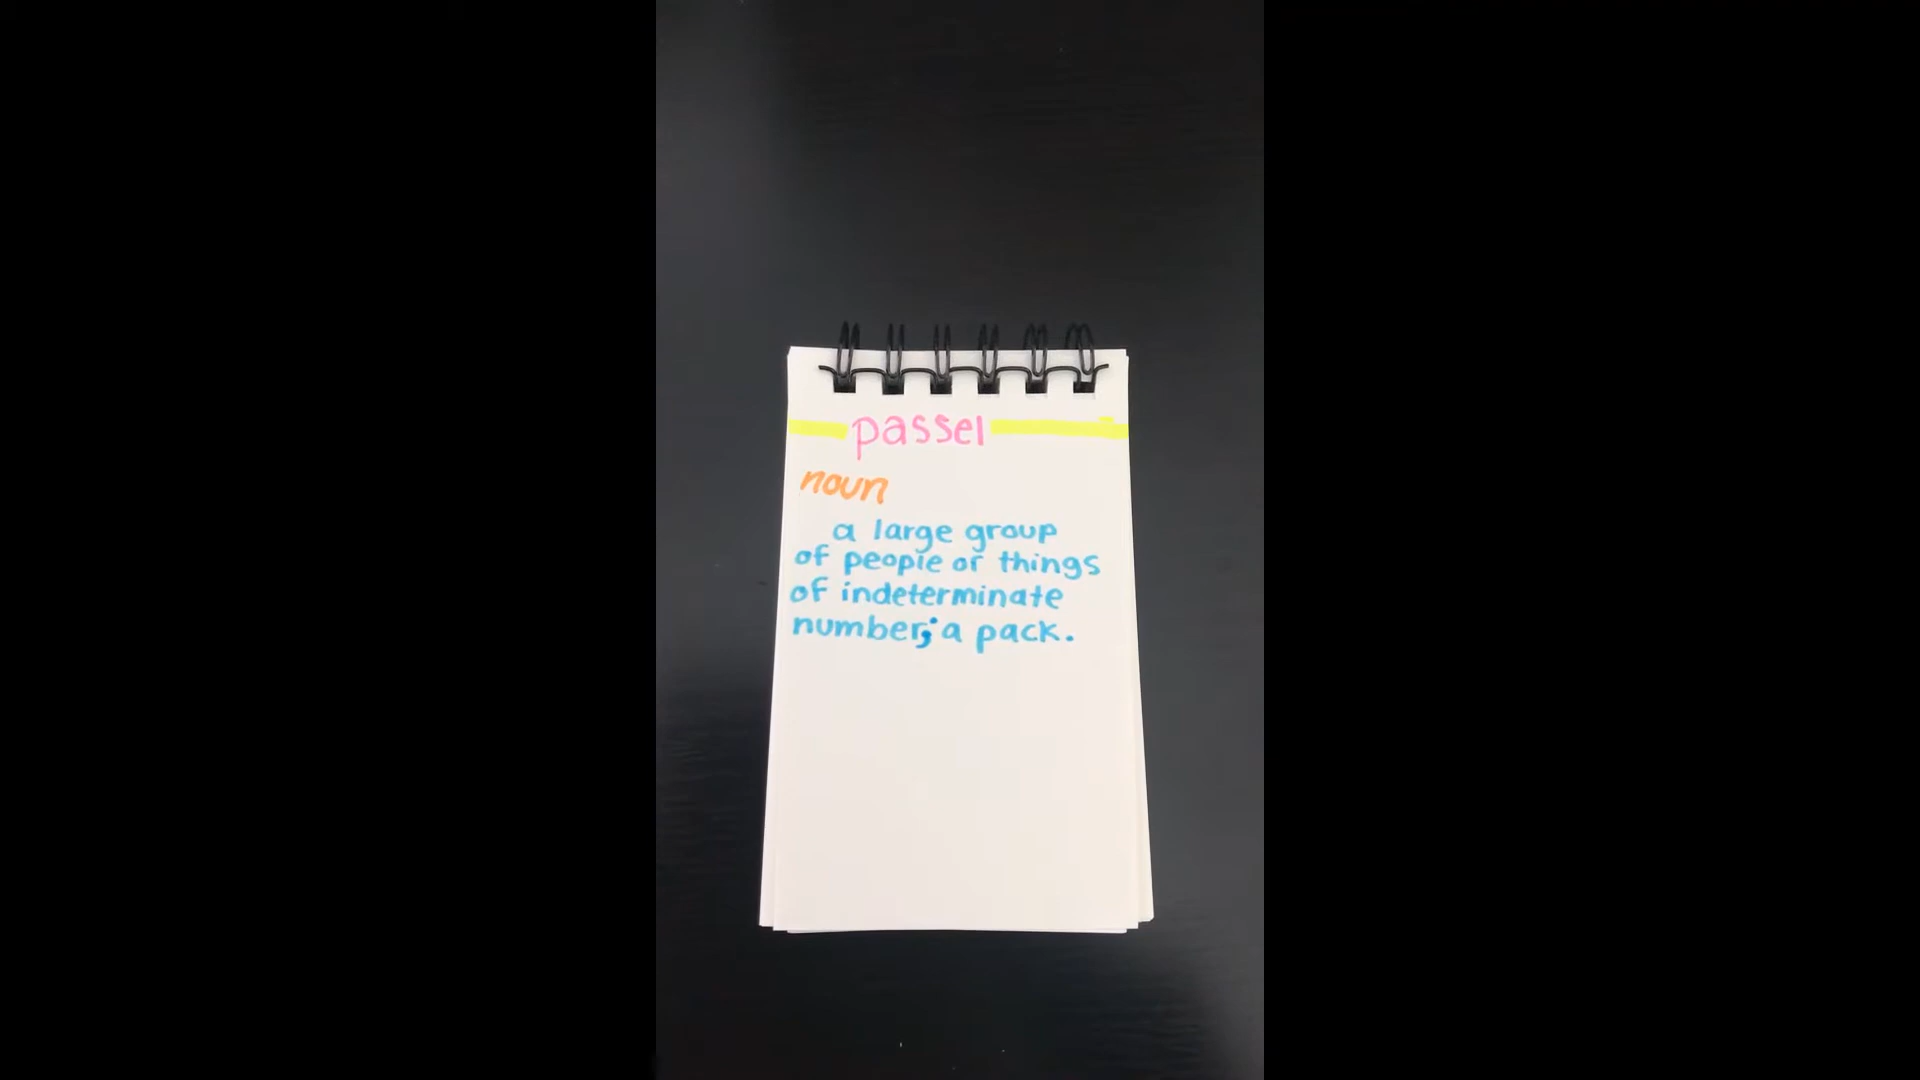 passel
noun
a large group
of people or things
of indeterminate
number; a pack.